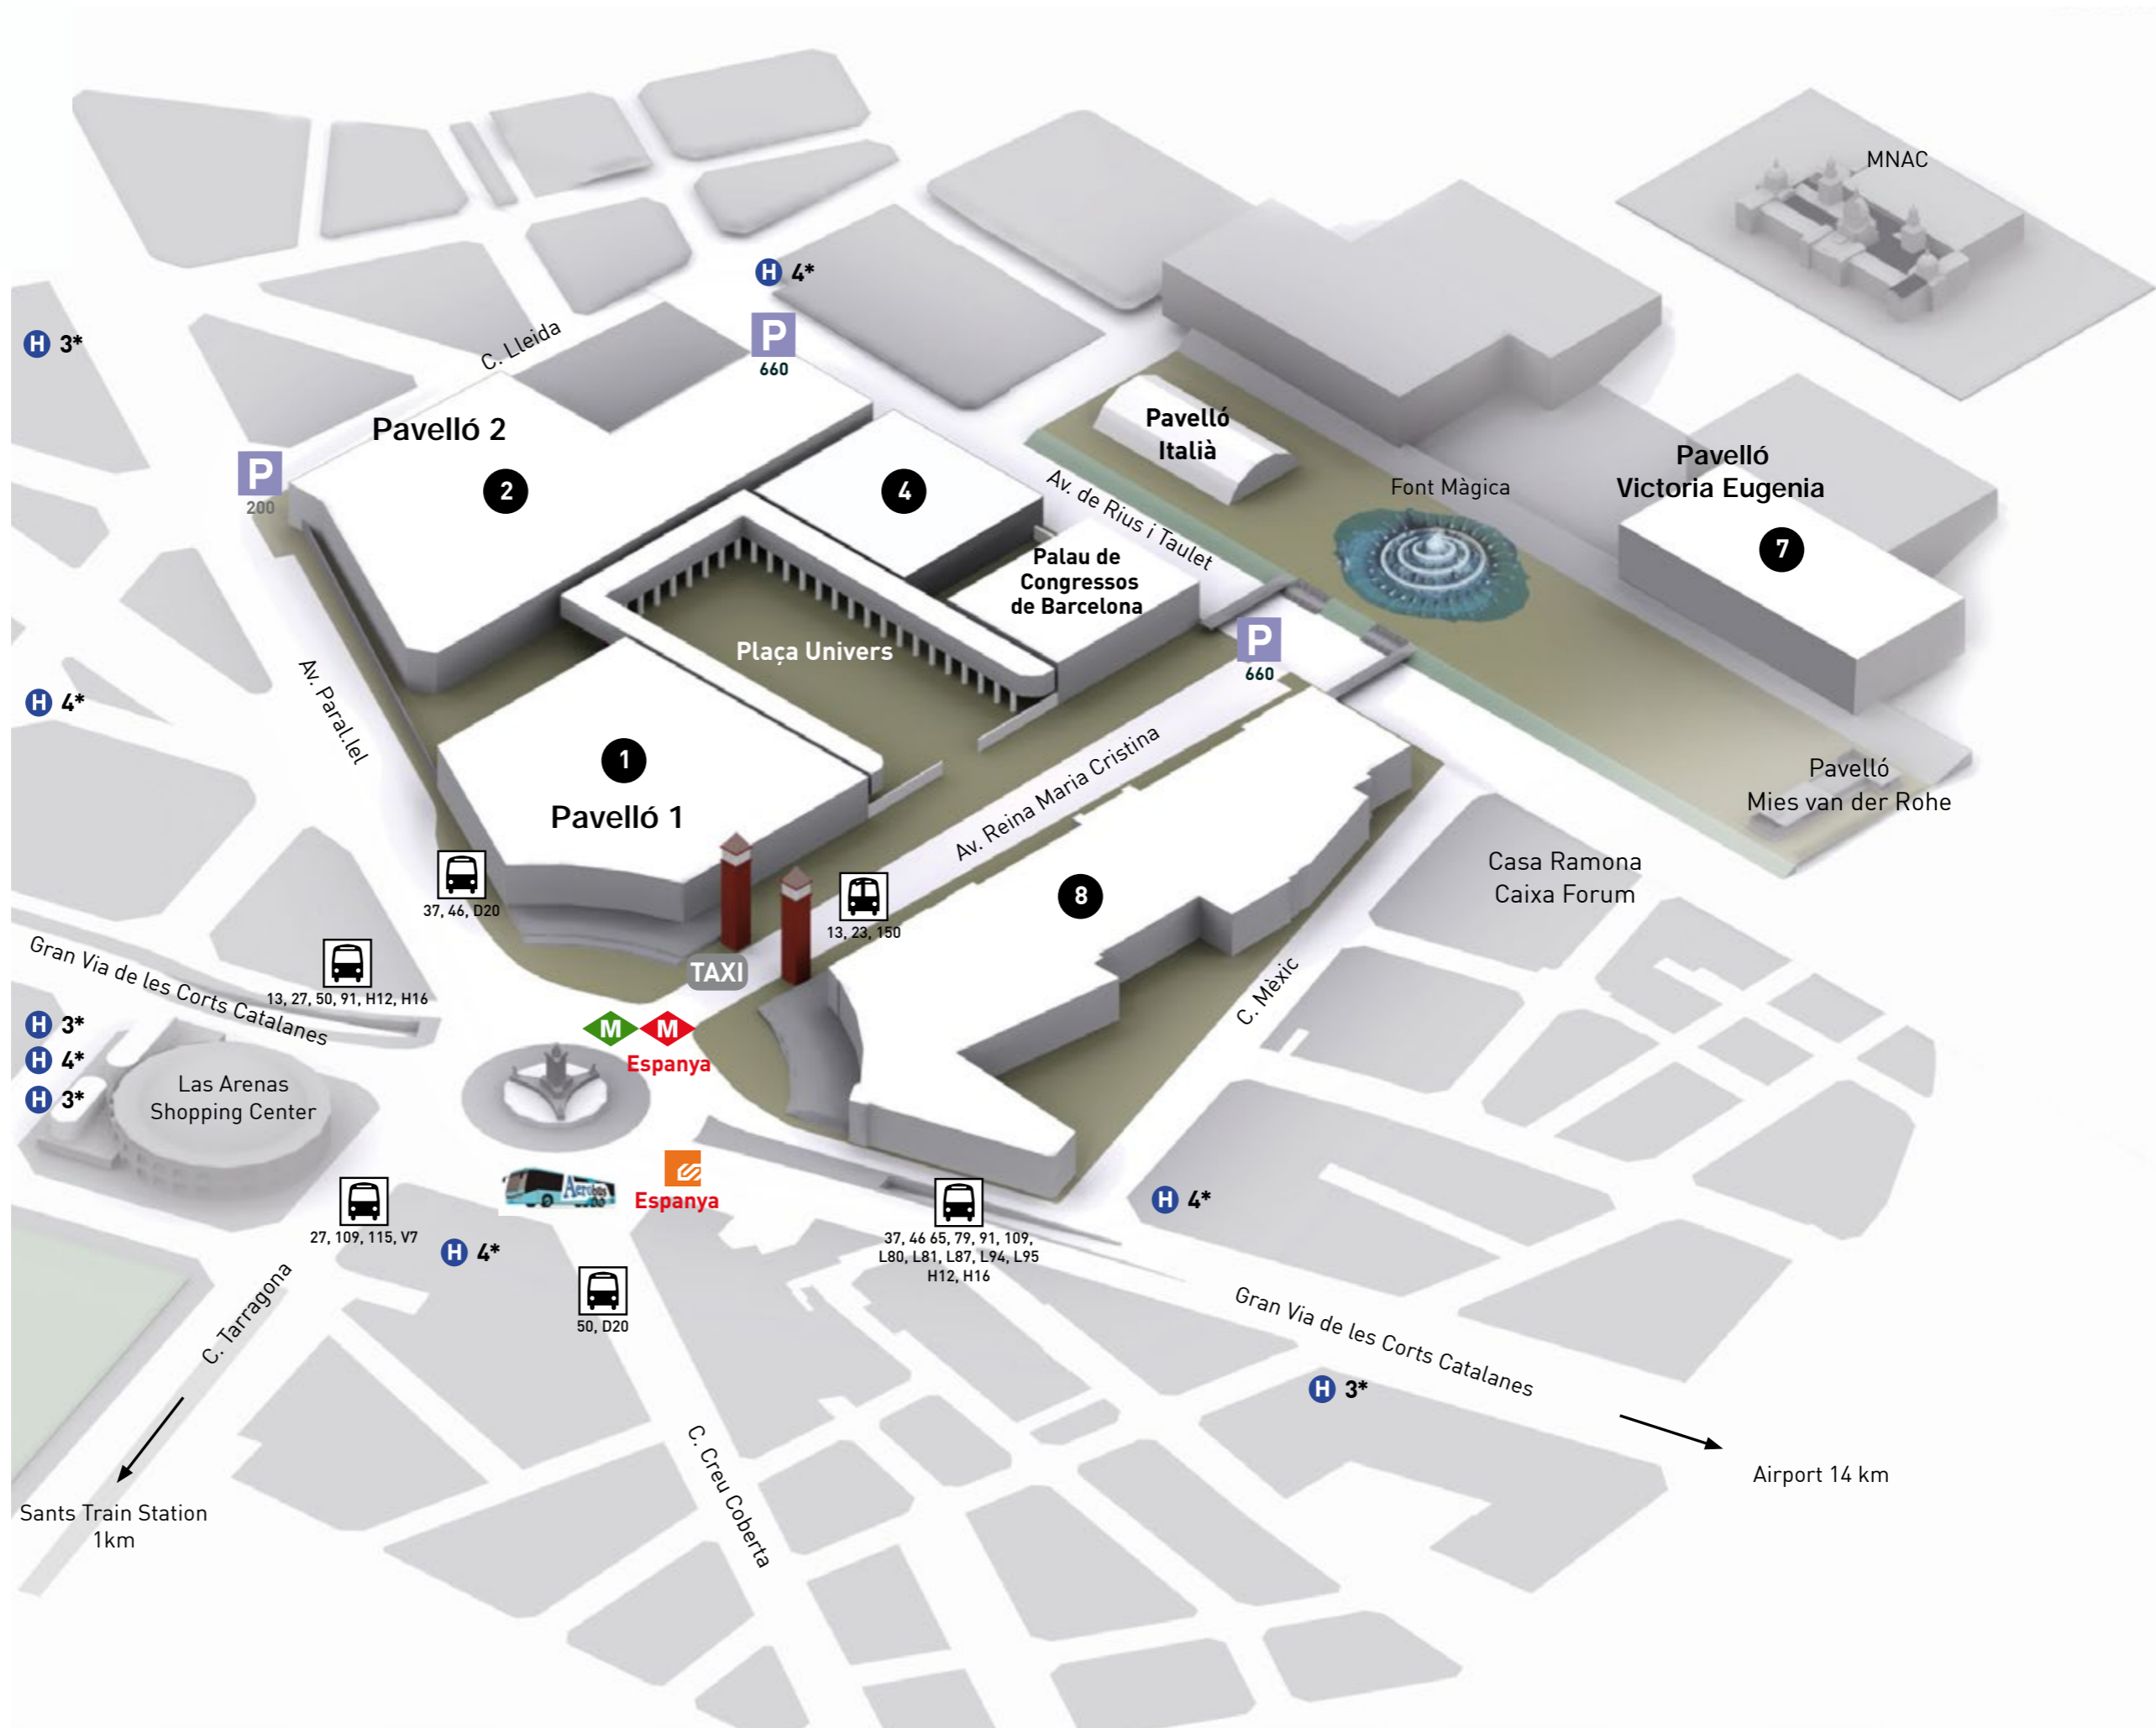 MNAC
H 4*
P
660
H 3*
C. Lleida
Pavelló 2
2
P
200
4
Pavelló
Italià
Av. de Rius i Taulet
Font Màgica
Pavelló
Victoria Eugenia
7
Palau de
Congressos
de Barcelona
Plaça Univers
P
660
H 4*
Av. Paral.lel
1
Pavelló 1
Av. Reina Maria Cristina
Pavelló
Mies van der Rohe
Casa Ramona
Caixa Forum
8
37, 46, D20
13, 23, 150
TAXI
C. Mèxic
Gran Via de les Corts Catalanes
13, 27, 50, 91, H12, H16
M M
Espanya
H 3*
H 4*
H 3*
Las Arenas
Shopping Center
Aerobús
Espanya
27, 109, 115, V7
H 4*
50, D20
37, 46 65, 79, 91, 109,
L80, L81, L87, L94, L95
H12, H16
H 4*
Gran Via de les Corts Catalanes
H 3*
C. Tarragona
C. Creu Coberta
Airport 14 km
Sants Train Station
1km